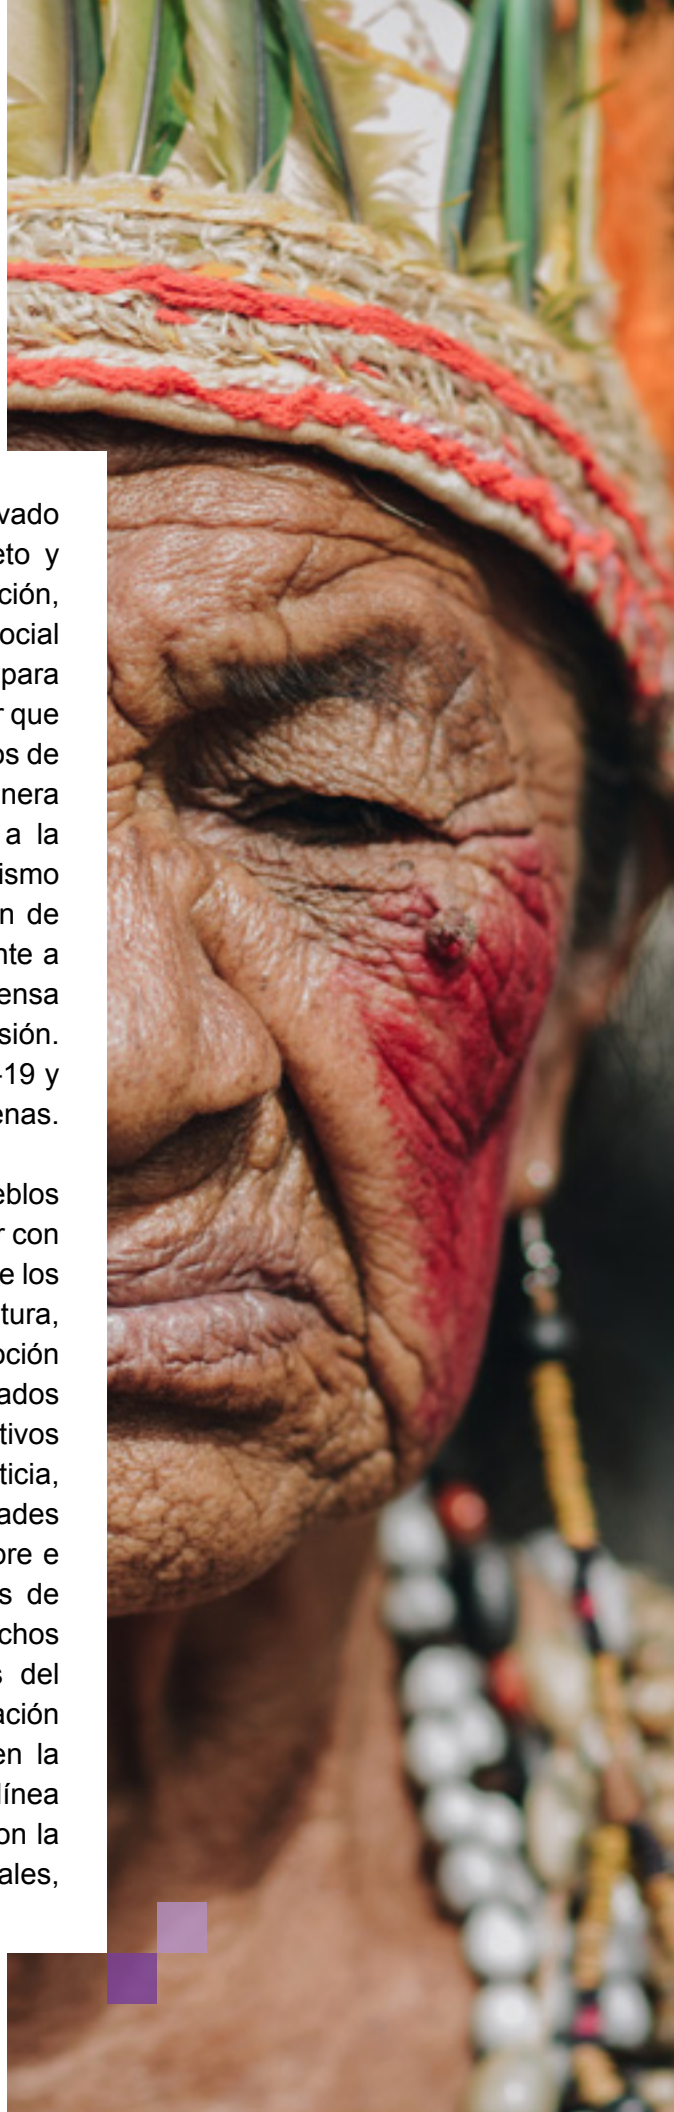 vado
eto y
ción,
ocial
para
r que
os de
nera
a la
ismo
n de
nte a
ensa
sión.
-19 y
enas.
eblos
r con
e los
tura,
oción
ados
tivos
ticia,
ades
bre e
s de
chos
s del
ación
en la
línea
on la
ales,